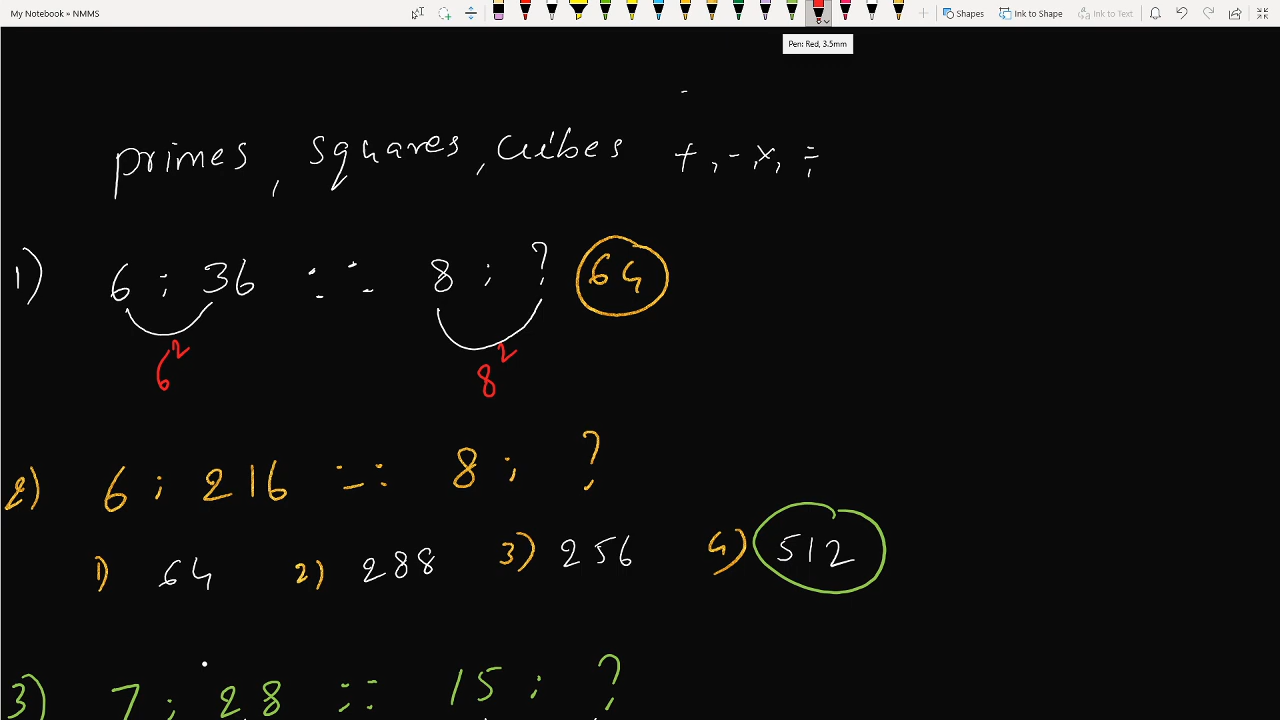 My Notebook » NMMS
Shapes Ink to Shape Ink to Text
Pen: Red, 3.5mm
primes, squares, cubes +, -, x, ÷
1) 6 : 36 :: 8 : ? 64
6² 8²
2) 6 : 216 :: 8 : ?
1) 64 2) 288 3) 256 4) 512
3) 7 : 28 :: 15 : ?